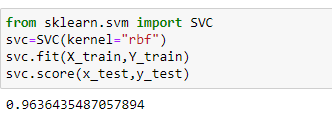 from sklearn.svm import SVC
svc=SVC(kernel="rbf")
svc.fit(X_train,Y_train)
svc.score(x_test,y_test)
0.9636435487057894